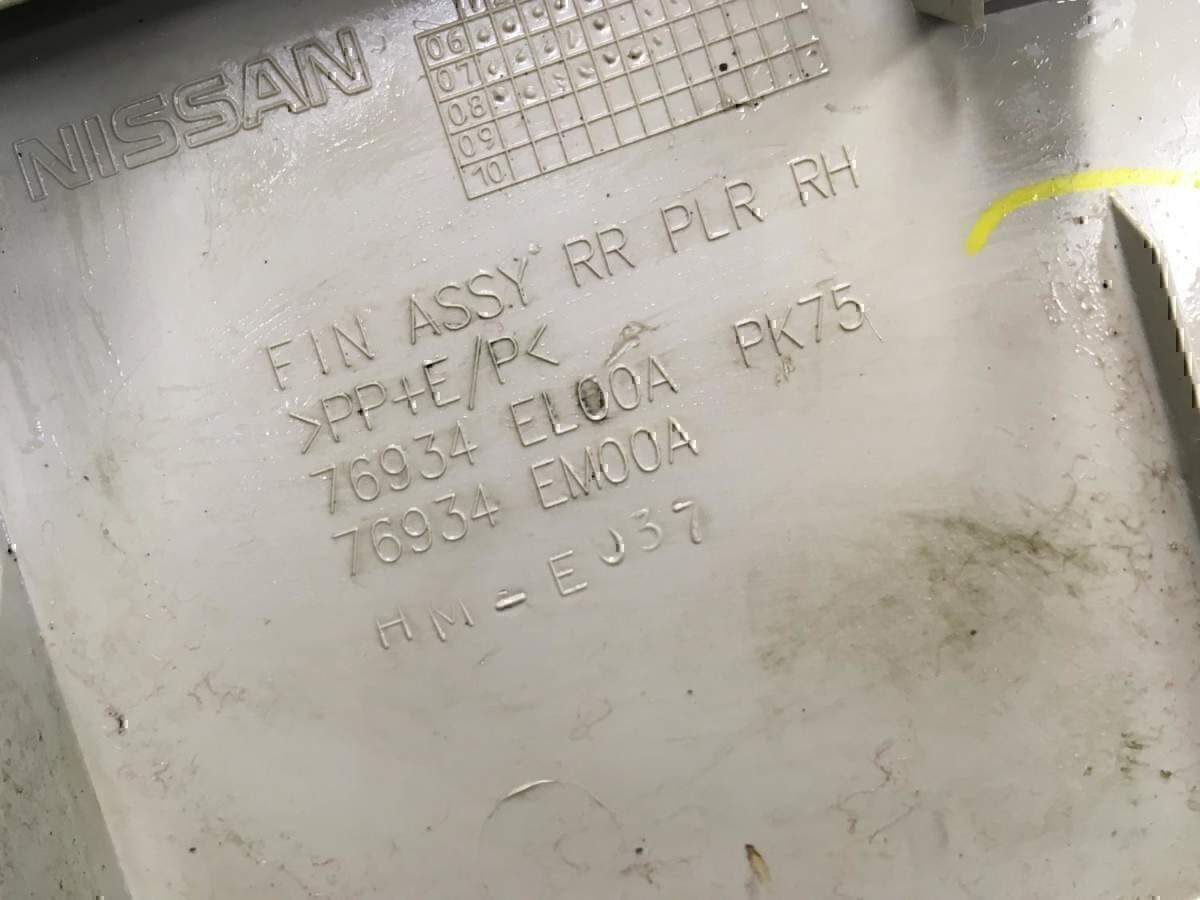 NISSAN
06
07
08
09
10
FIN ASSY RR PLR RH
>PP+E/P<
76934 EL00A PK75
76934 EM00A
HM-E037